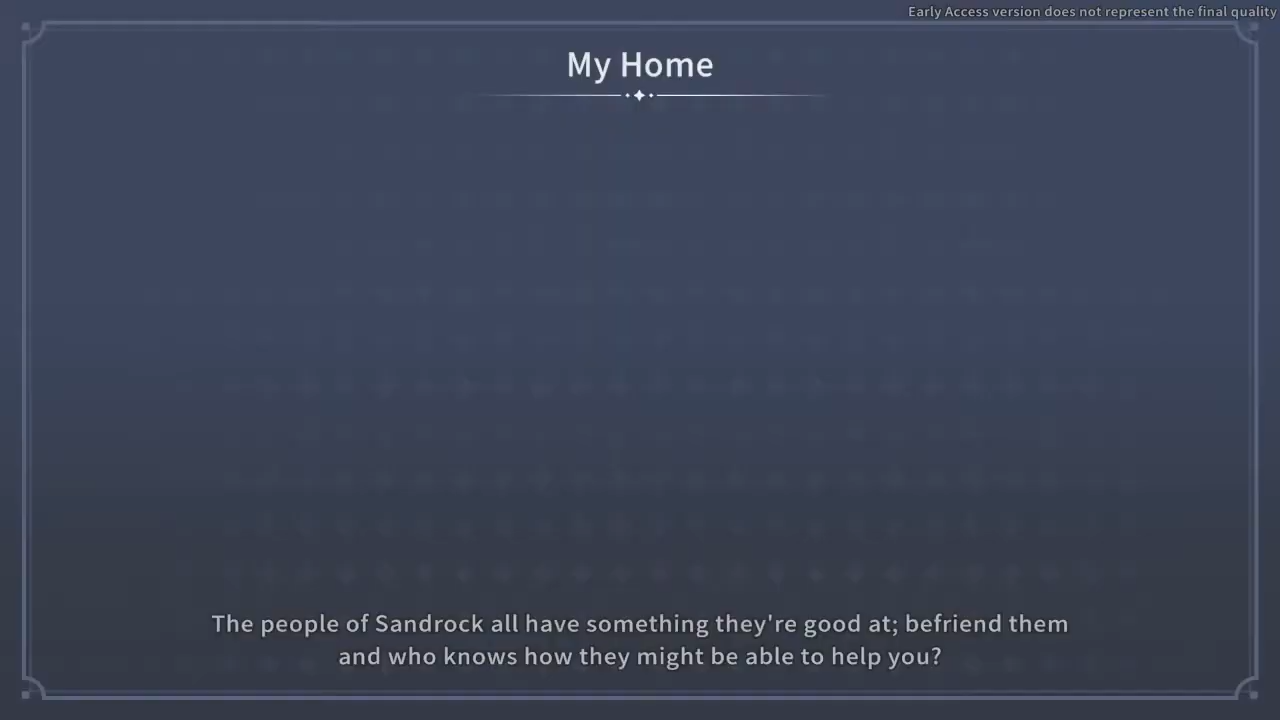 Early Access version does not represent the final quality
My Home
The people of Sandrock all have something they're good at; befriend them
and who knows how they might be able to help you?